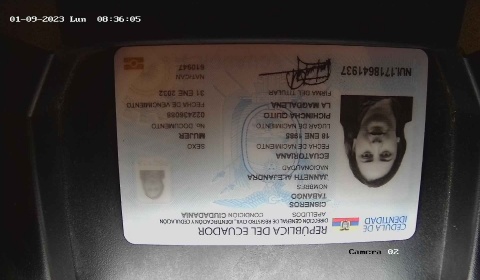 01-09-2023 Lun 08:36:05
CÉDULA DE
IDENTIDAD
REPÚBLICA DEL ECUADOR
DIRECCIÓN GENERAL DE REGISTRO CIVIL, IDENTIFICACIÓN Y CEDULACIÓN
APELLIDOS
CONDICIÓN CIUDADANÍA
CISNEROS
TABANGO
NOMBRES
JANNETH ALEJANDRA
NACIONALIDAD
ECUATORIANA
FECHA DE NACIMIENTO
18 ENE 1985
LUGAR DE NACIMIENTO
PICHINCHA QUITO
LA MAGDALENA
FIRMA DEL TITULAR
SEXO
MUJER
No. DOCUMENTO
FECHA DE VENCIMIENTO
31 ENE 2032
NAT/CAN
NUI.1718641937
Camera 02